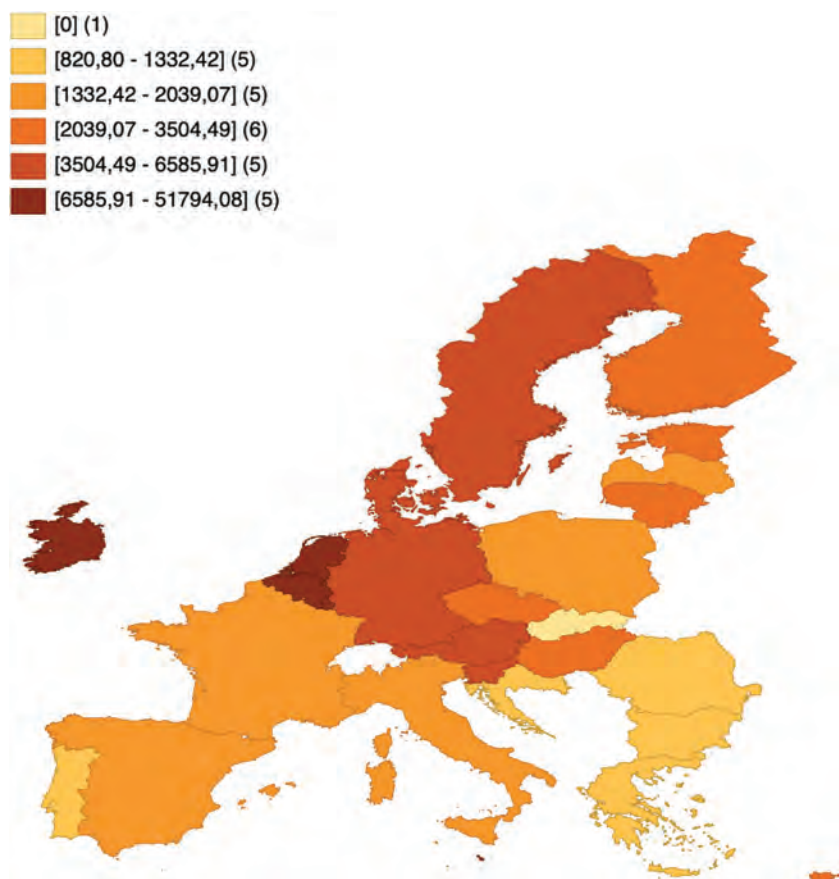 [0] (1)
[820,80 - 1332,42] (5)
[1332,42 - 2039,07] (5)
[2039,07 - 3504,49] (6)
[3504,49 - 6585,91] (5)
[6585,91 - 51794,08] (5)